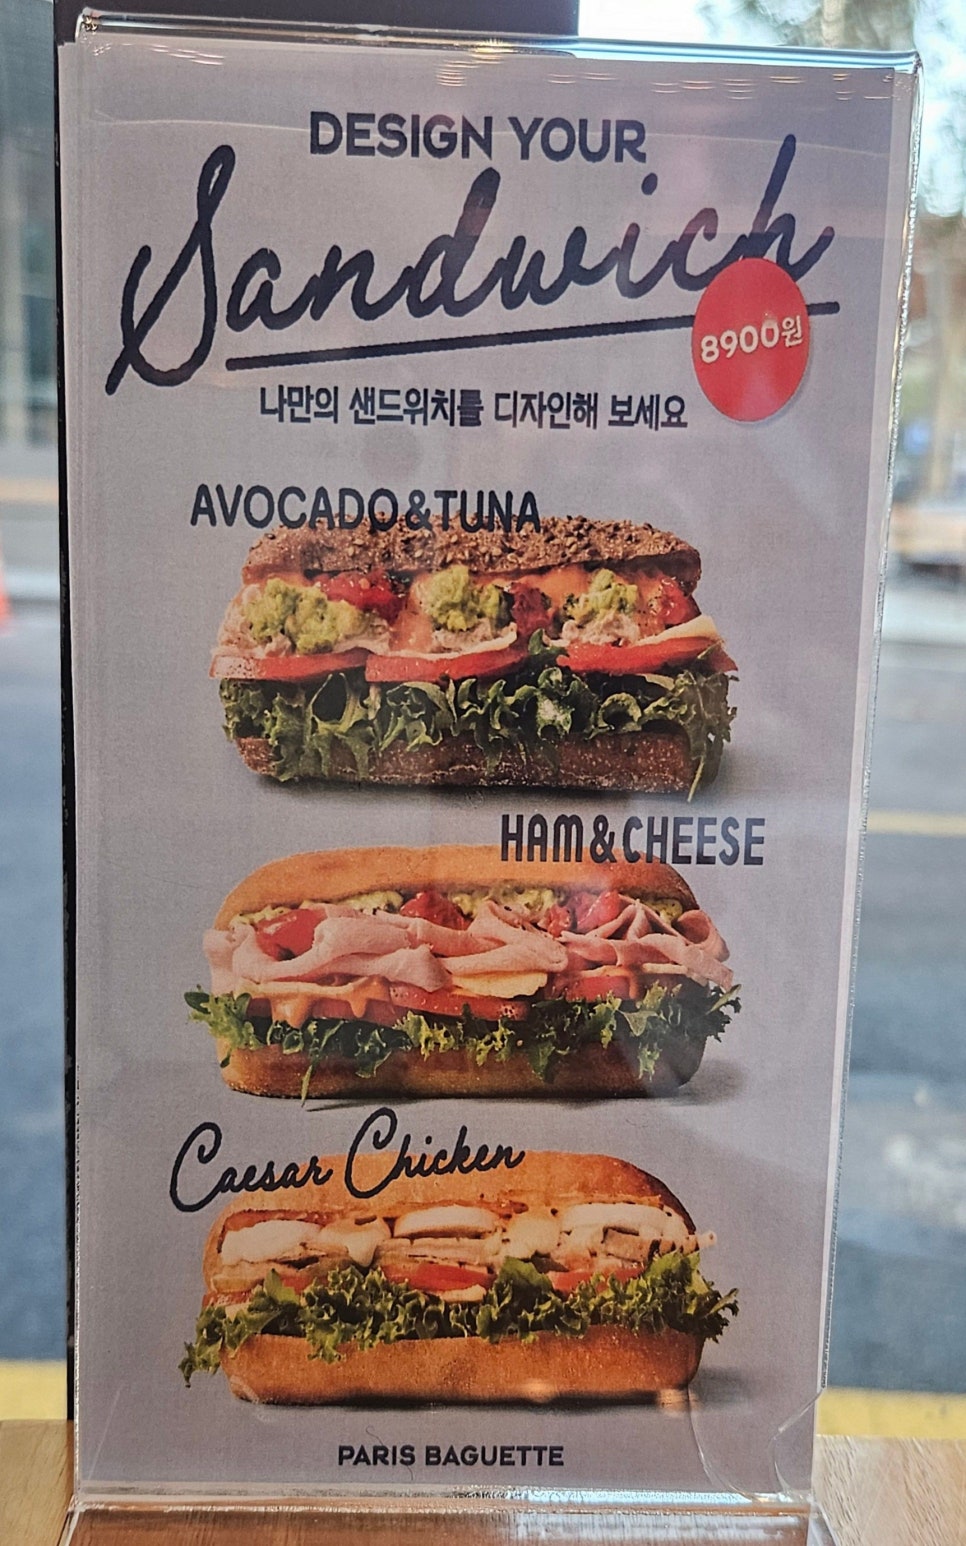 DESIGN YOUR
Sandwich
8900원
나만의 샌드위치를 디자인해 보세요
AVOCADO&TUNA
HAM&CHEESE
Caesar Chicken
PARIS BAGUETTE